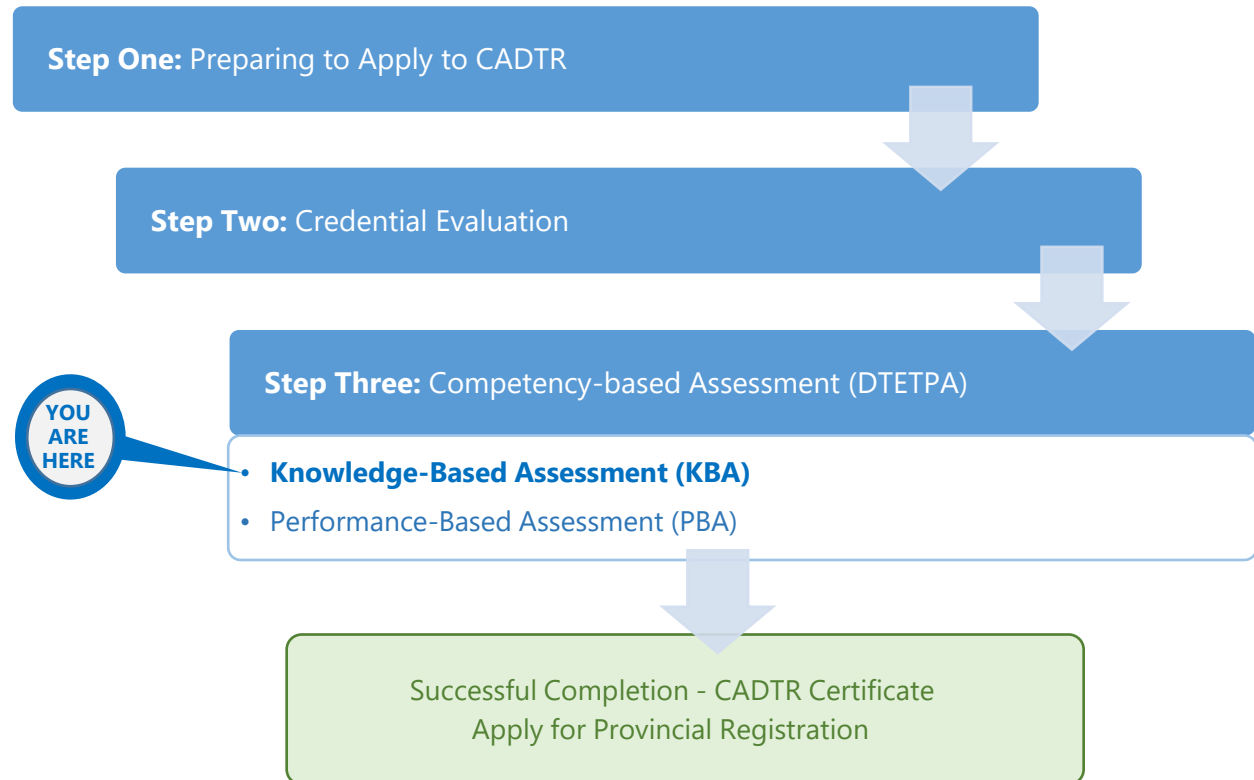 Step One: Preparing to Apply to CADTR
Step Two: Credential Evaluation
Step Three: Competency-based Assessment (DTETPA)
YOU
ARE
HERE
• Knowledge-Based Assessment (KBA)
• Performance-Based Assessment (PBA)
Successful Completion - CADTR Certificate
Apply for Provincial Registration